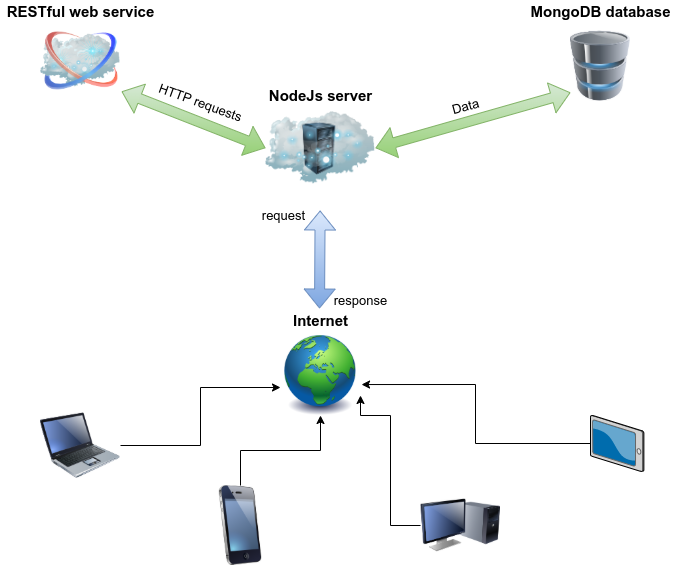 RESTful web service
MongoDB database
HTTP requests
NodeJs server
Data
request
response
Internet